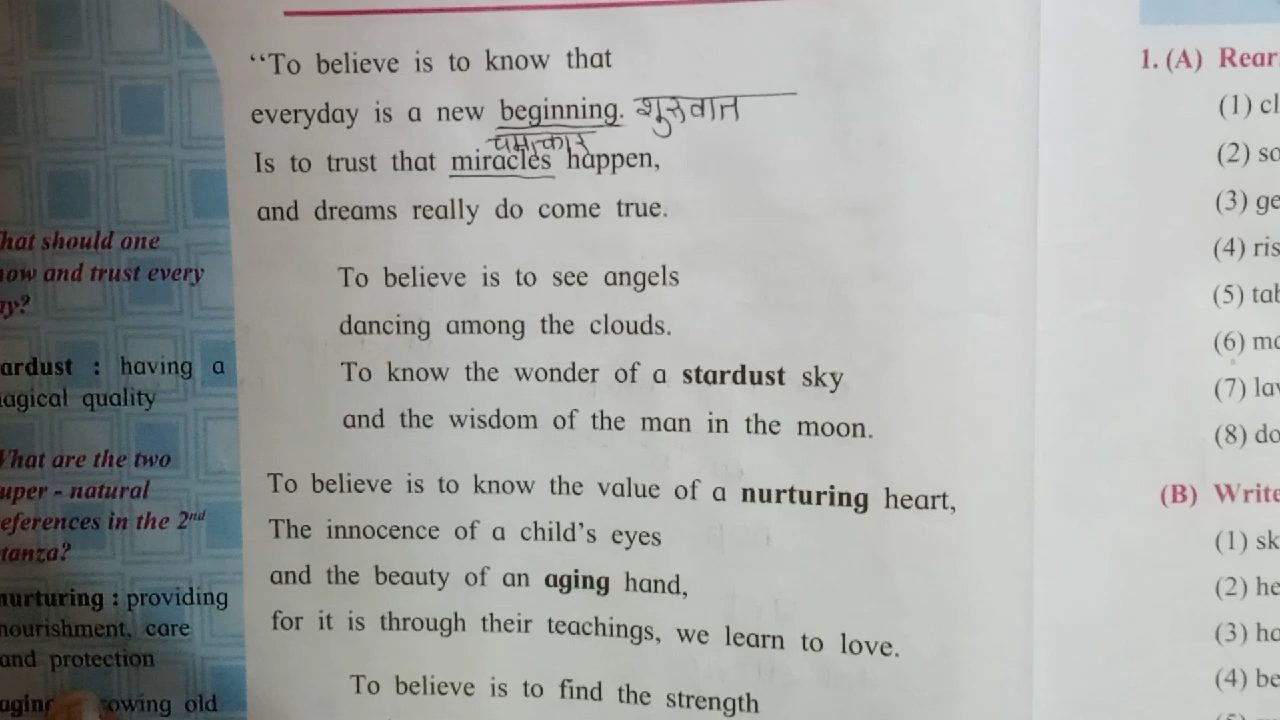 hat should one
ow and trust every
y?
ardust : having a
agical quality
hat are the two
uper - natural
eferences in the 2nd
tanza?
nurturing : providing
nourishment, care
and protection
aging owing old
“To believe is to know that
everyday is a new beginning. शुरुवात
चमत्कार
Is to trust that miracles happen,
and dreams really do come true.
To believe is to see angels
dancing among the clouds.
To know the wonder of a stardust sky
and the wisdom of the man in the moon.
To believe is to know the value of a nurturing heart,
The innocence of a child’s eyes
and the beauty of an aging hand,
for it is through their teachings, we learn to love.
To believe is to find the strength
1. (A) Rear
(1) cl
(2) so
(3) ge
(4) ris
(5) tab
(6) mo
(7) lav
(8) do
(B) Write
(1) sk
(2) he
(3) ha
(4) be